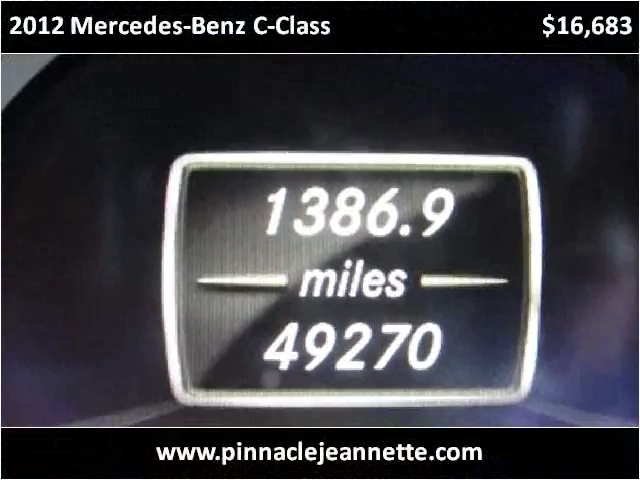 2012 Mercedes-Benz C-Class $16,683
1386.9
miles
49270
www.pinnaclejeannette.com